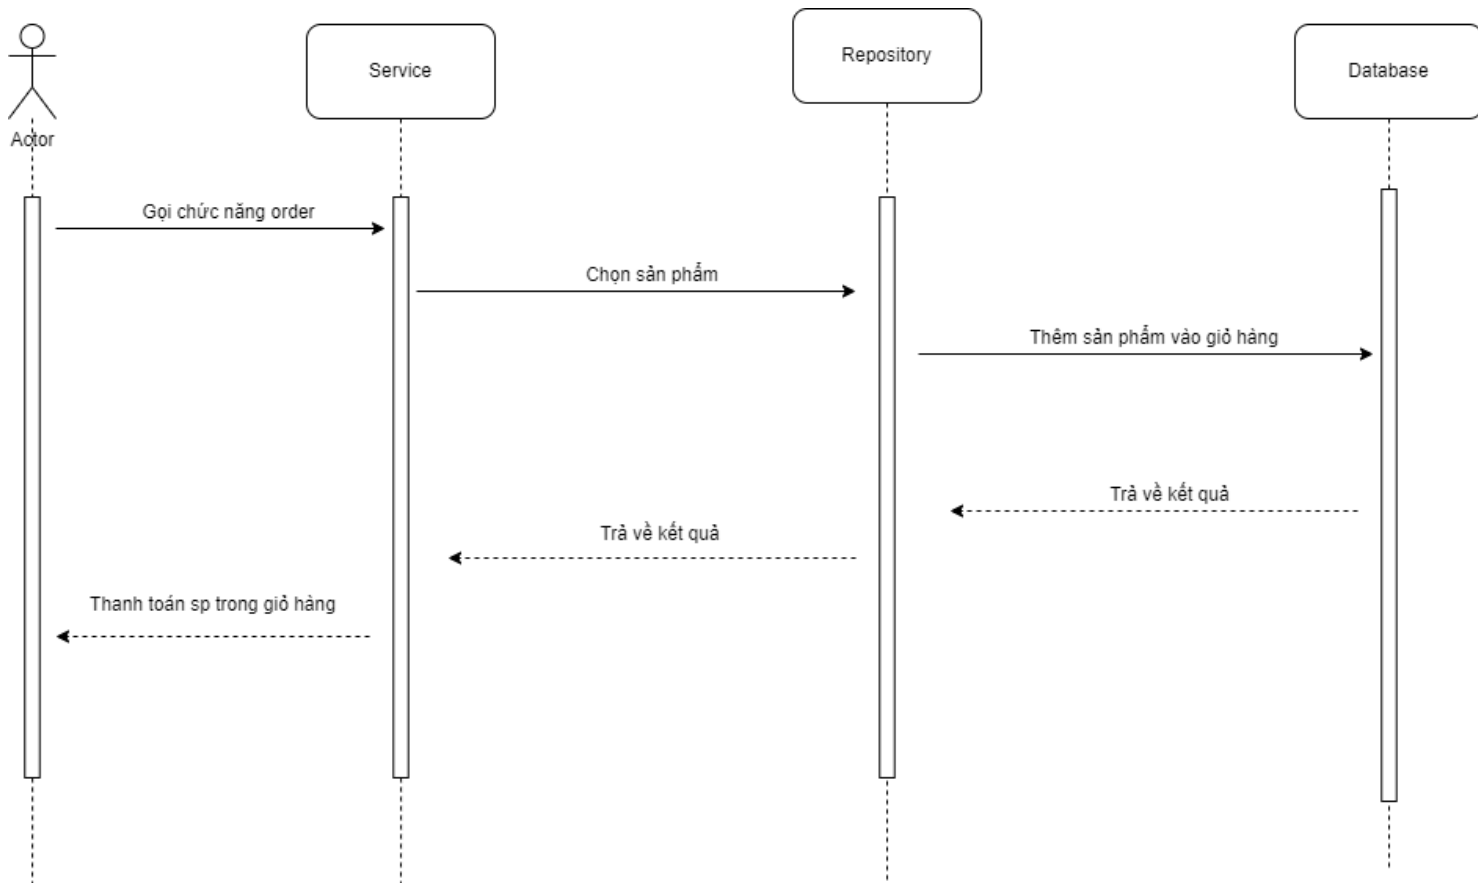 Actor
Service
Repository
Database
Gọi chức năng order
Chọn sản phẩm
Thêm sản phẩm vào giỏ hàng
Trả về kết quả
Trả về kết quả
Thanh toán sp trong giỏ hàng